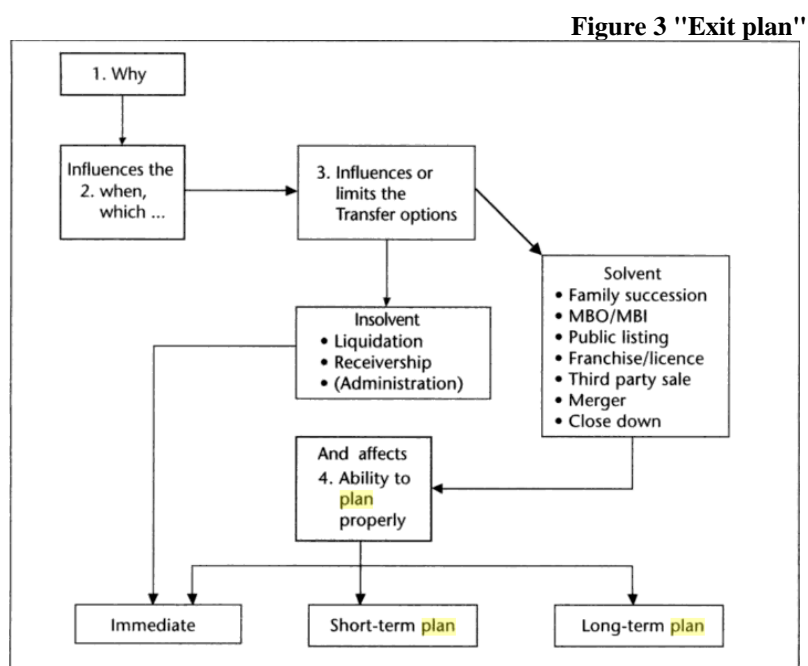 Figure 3 "Exit plan"
1. Why
Influences the
2. when,
which ...
3. Influences or
limits the
Transfer options
Solvent
• Family succession
• MBO/MBI
• Public listing
• Franchise/licence
• Third party sale
• Merger
• Close down
Insolvent
• Liquidation
• Receivership
• (Administration)
And affects
4. Ability to
plan
properly
Immediate
Short-term plan
Long-term plan